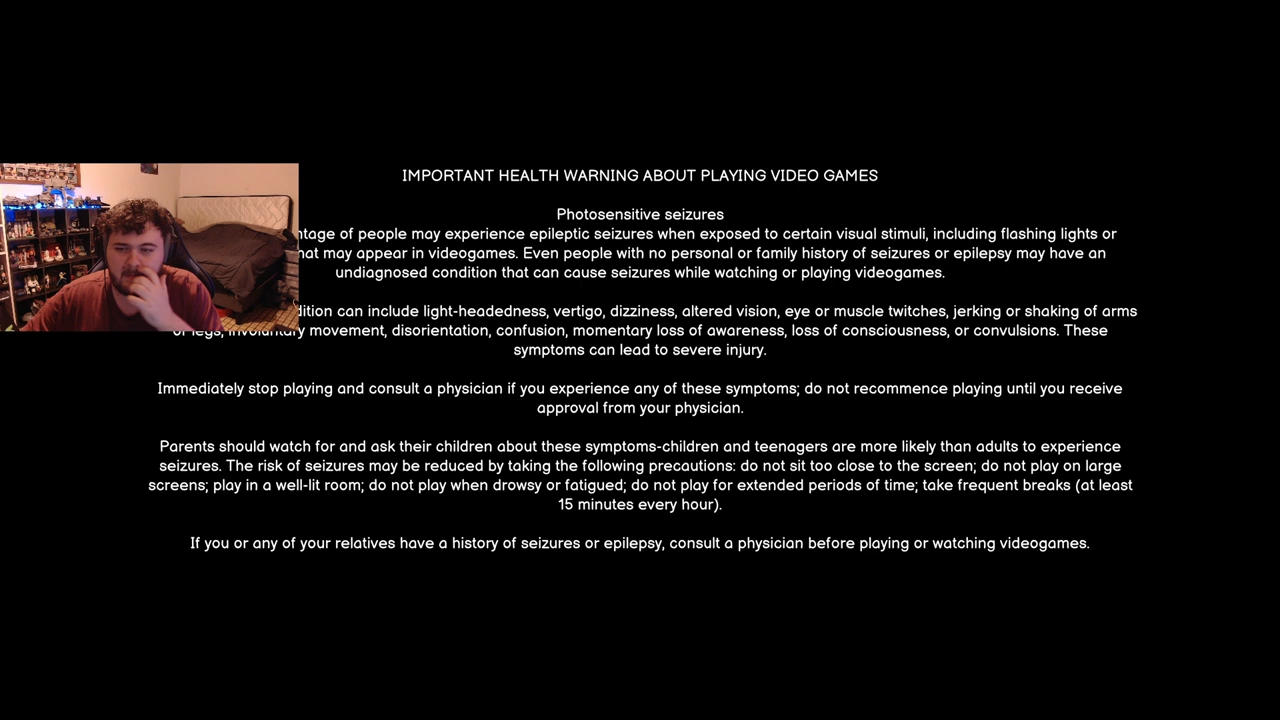 IMPORTANT HEALTH WARNING ABOUT PLAYING VIDEO GAMES
Photosensitive seizures
of people may experience epileptic seizures when exposed to certain visual stimuli, including flashing lights or
may appear in videogames. Even people with no personal or family history of seizures or epilepsy may have an
undiagnosed condition that can cause seizures while watching or playing videogames.
can include light-headedness, vertigo, dizziness, altered vision, eye or muscle twitches, jerking or shaking of arms
or legs, involuntary movement, disorientation, confusion, momentary loss of awareness, loss of consciousness, or convulsions. These
symptoms can lead to severe injury.
Immediately stop playing and consult a physician if you experience any of these symptoms; do not recommence playing until you receive
approval from your physician.
Parents should watch for and ask their children about these symptoms-children and teenagers are more likely than adults to experience
seizures. The risk of seizures may be reduced by taking the following precautions: do not sit too close to the screen; do not play on large
screens; play in a well-lit room; do not play when drowsy or fatigued; do not play for extended periods of time; take frequent breaks (at least
15 minutes every hour).
If you or any of your relatives have a history of seizures or epilepsy, consult a physician before playing or watching videogames.